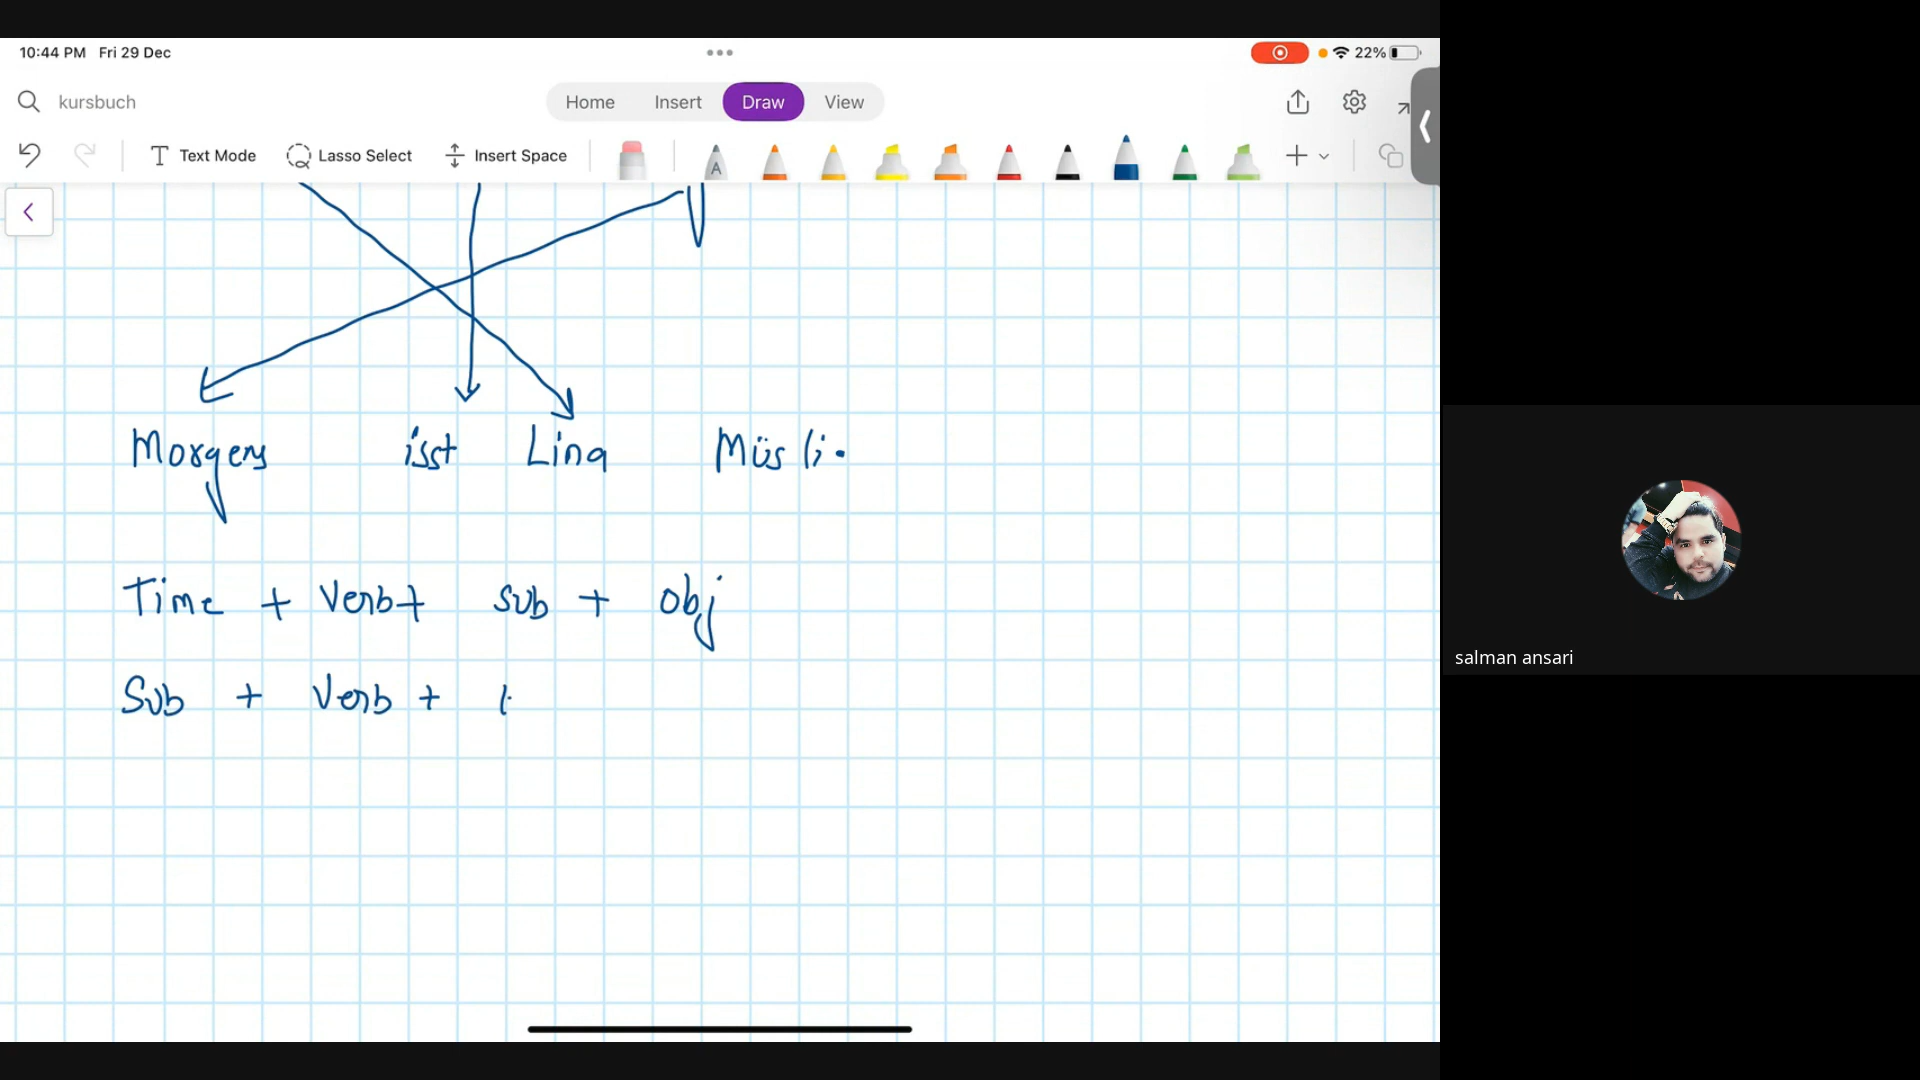 10:44 PM Fri 29 Dec 22%
kursbuch Home Insert Draw View
Text Mode Lasso Select Insert Space A
Morgens isst Lina Müsli.
Time + Verb + Sub + Obj
Sub + Verb +
salman ansari